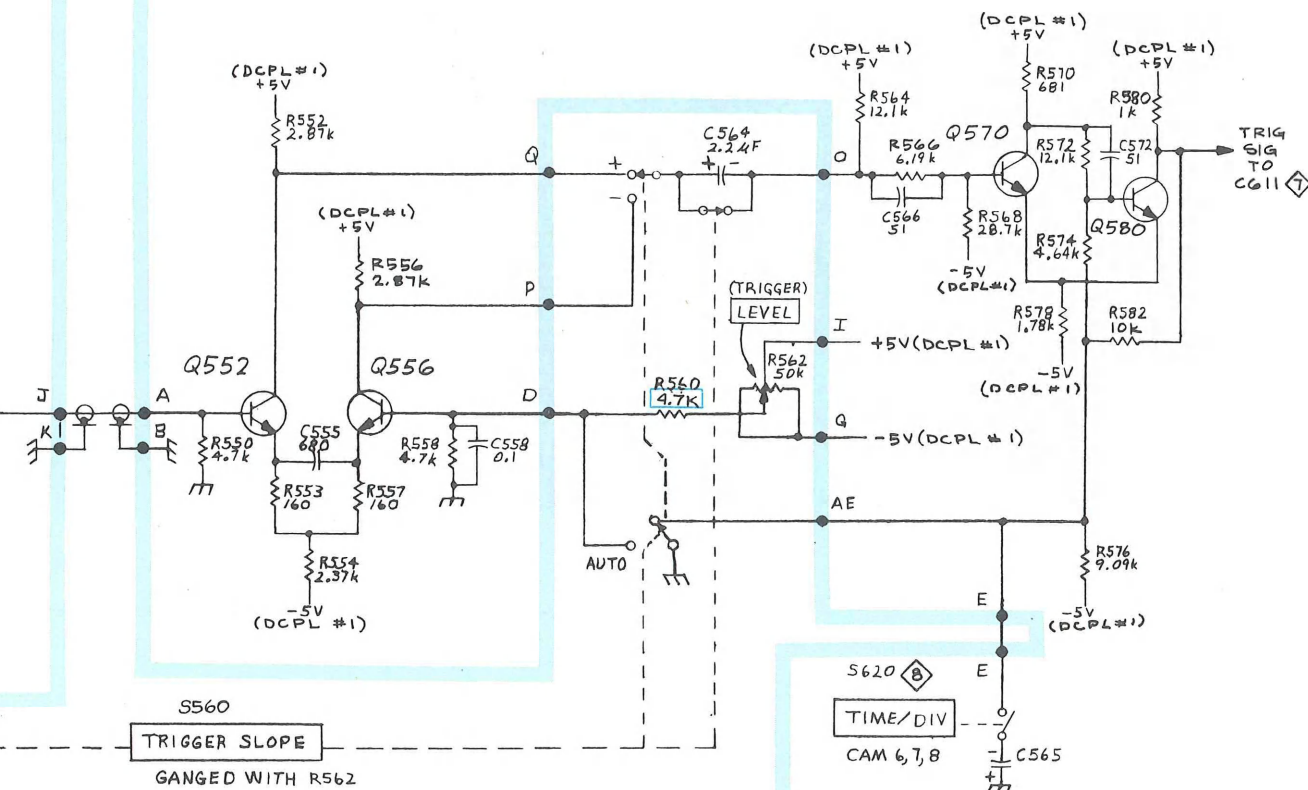 (DCPL #1)
+5V
(DCPL #1)
+5V
(DCPL #1)
+5V
(DCPL #1)
+5V
R552
2.87k
R564
12.1k
R570
681
R580
1k
C564
2.2µF
Q570
R566
6.19k
R572
12.1k
C572
51
TRIG
SIG
TO
C611 7
Q
+
+
-
O
-
(DCPL #1)
+5V
C566
51
R568
28.7k
Q580
R574
4.64k
R556
2.87k
-5V
(DCPL #1)
P
(TRIGGER)
LEVEL
I
+5V(DCPL #1)
R578
1.78k
R582
10k
-5V
(DCPL #1)
Q552
Q556
R562
50k
J
A
D
R560
4.7K
K
B
R550
4.7k
C555
680
R558
4.7k
C558
0.1
G
-5V(DCPL #1)
R553
160
R557
160
AE
AUTO
R554
2.37k
-5V
(DCPL #1)
R576
9.09k
-5V
(DCPL #1)
E
E
S620 8
S560
TRIGGER SLOPE
GANGED WITH R562
TIME/DIV
CAM 6,7,8
-
C565
+